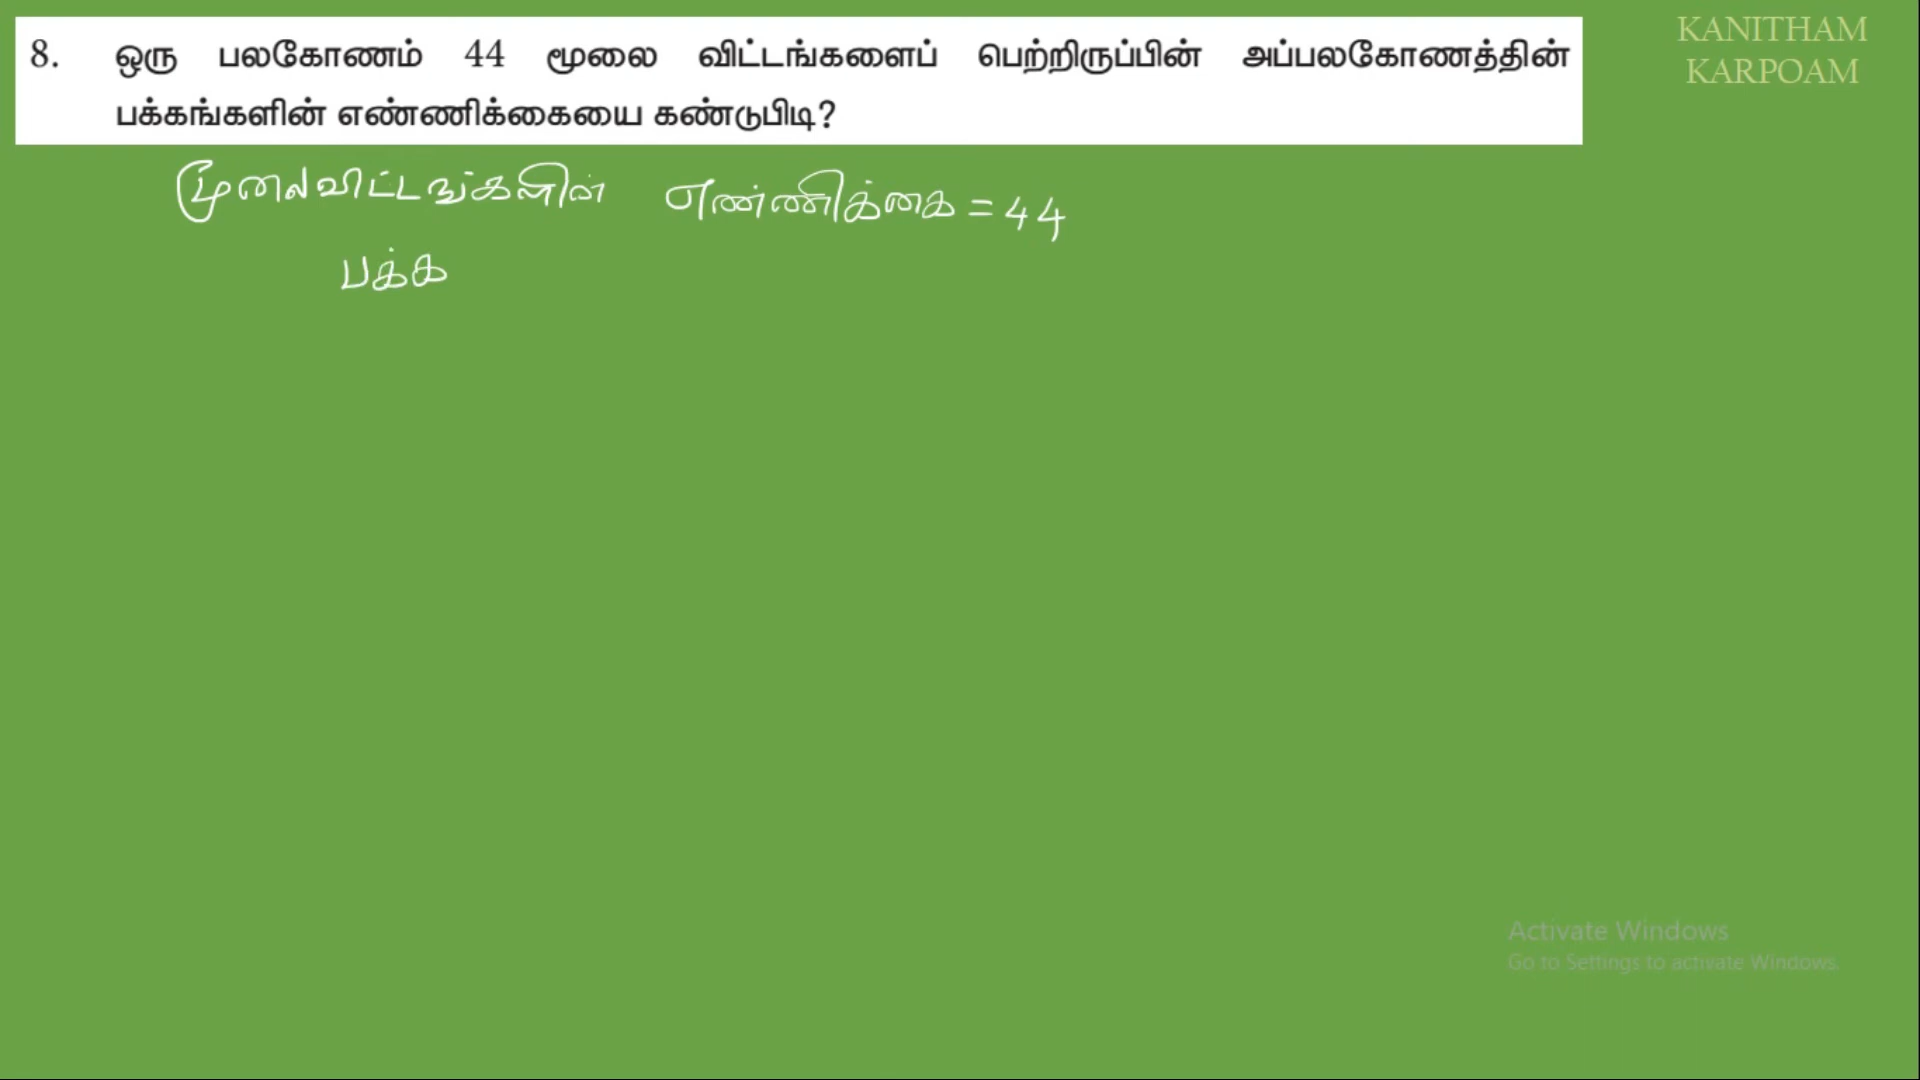 8. ஒரு பலகோணம் 44 மூலை விட்டங்களைப் பெற்றிருப்பின் அப்பலகோணத்தின்
பக்கங்களின் எண்ணிக்கையை கண்டுபிடி?
KANITHAM
KARPOAM
மூலைவிட்டங்களின் எண்ணிக்கை = 44
பக்க
Activate Windows
Go to Settings to activate Windows.